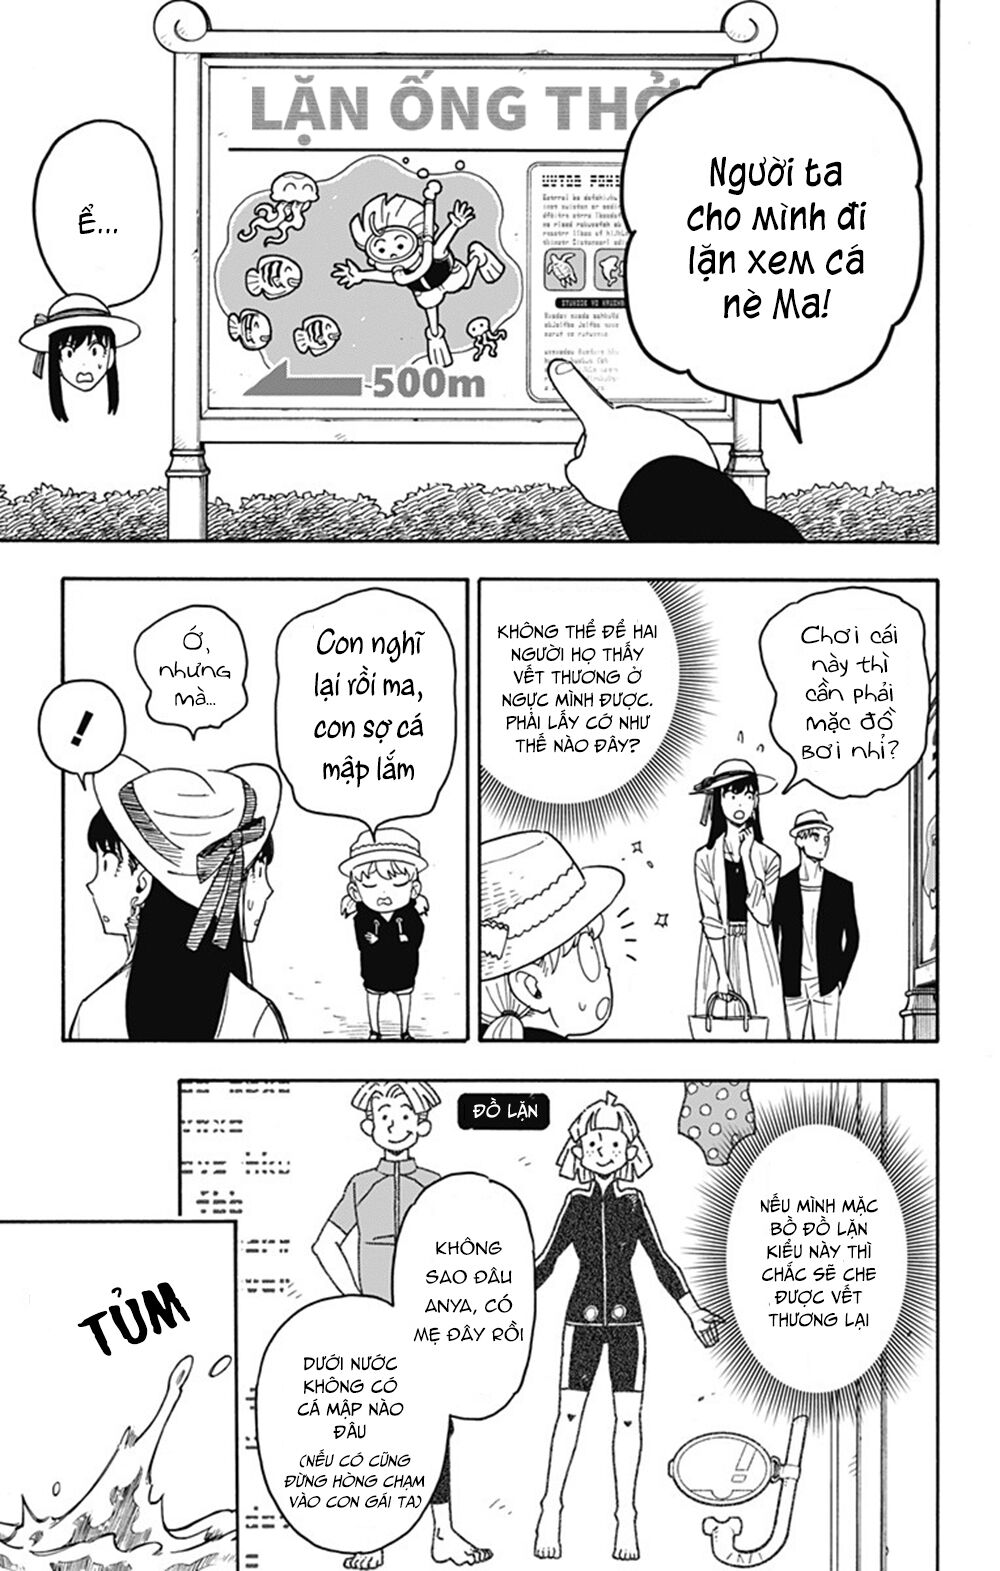 LẶN ỐNG THỞ
Người ta
cho mình đi
lặn xem cá
nè Ma!
Ể...
500m
Chơi cái
này thì
cần phải
mặc đồ
bơi nhỉ?
KHÔNG THỂ ĐỂ HAI
NGƯỜI HỌ THẤY
VẾT THƯƠNG Ở
NGỰC MÌNH ĐƯỢC.
PHẢI LẤY CỚ NHƯ
THẾ NÀO ĐÂY?
Con nghĩ
lại rồi ma,
con sợ cá
mập lắm
Ớ,
nhưng
mà...
!
ĐỒ LẶN
NẾU MÌNH MẶC
BỒ ĐỒ LẶN
KIỂU NÀY THÌ
CHẮC SẼ CHE
ĐƯỢC VẾT
THƯƠNG LẠI
KHÔNG
SAO ĐÂU
ANYA, CÓ
MẸ ĐÂY RỒI
DƯỚI NƯỚC
KHÔNG CÓ
CÁ MẬP NÀO
ĐÂU
(NẾU CÓ CŨNG
ĐỪNG HÒNG CHẠM
VÀO CON GÁI TA)
TỦM